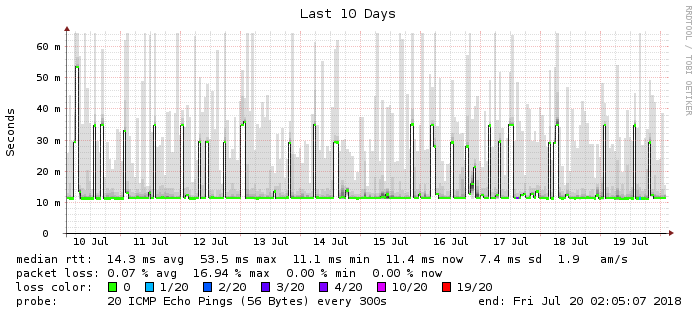 Last 10 Days
RRDTOOL / TOBI OETIKER
Seconds
60 m
50 m
40 m
30 m
20 m
10 m
0
10 Jul 11 Jul 12 Jul 13 Jul 14 Jul 15 Jul 16 Jul 17 Jul 18 Jul 19 Jul
median rtt: 14.3 ms avg 53.5 ms max 11.1 ms min 11.4 ms now 7.4 ms sd 1.9 am/s
packet loss: 0.07 % avg 16.94 % max 0.00 % min 0.00 % now
loss color: 0 1/20 2/20 3/20 4/20 10/20 19/20
probe: 20 ICMP Echo Pings (56 Bytes) every 300s end: Fri Jul 20 02:05:07 2018